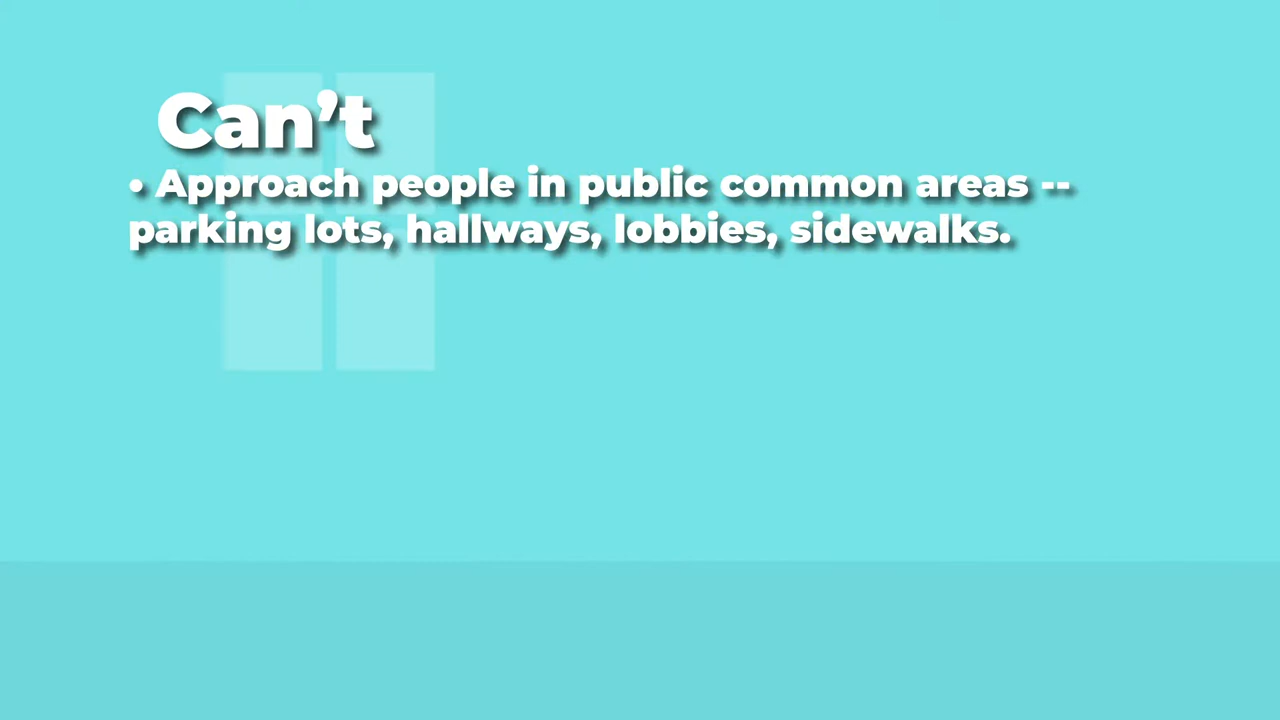 Can’t
• Approach people in public common areas --
parking lots, hallways, lobbies, sidewalks.